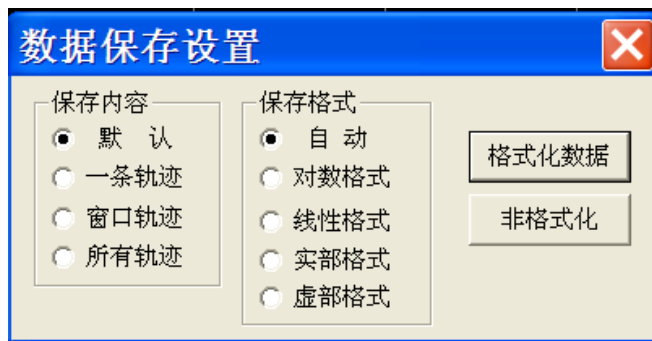 数据保存设置
保存内容
默 认
一条轨迹
窗口轨迹
所有轨迹
保存格式
自 动
对数格式
线性格式
实部格式
虚部格式
格式化数据
非格式化